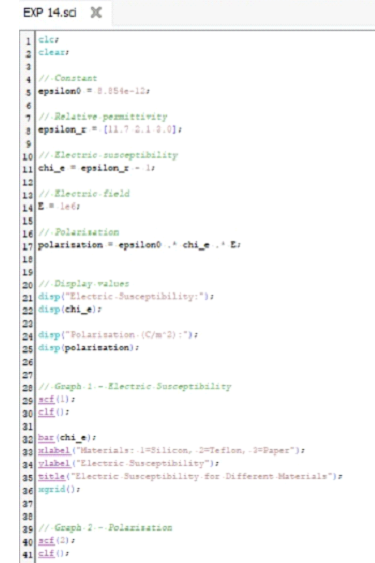 EXP 14.sci
1 clc;
2 clear;
3
4 // Constant
5 epsilon0 = 8.854e-12;
6
7 // Relative permittivity
8 epsilon_r = [11.7 2.1 3.0];
9
10 // Electric susceptibility
11 chi_e = epsilon_r - 1;
12
13 // Electric field
14 E = 1e6;
15
16 // Polarization
17 polarization = epsilon0 .* chi_e .* E;
18
19
20 // Display values
21 disp("Electric Susceptibility:");
22 disp(chi_e);
23
24 disp("Polarization (C/m^2):");
25 disp(polarization);
26
27
28 // Graph 1 - Electric Susceptibility
29 scf(1);
30 clf();
31
32 bar(chi_e);
33 xlabel("Materials: 1=Silicon, 2=Teflon, 3=Paper");
34 ylabel("Electric Susceptibility");
35 title("Electric Susceptibility for Different Materials");
36 xgrid();
37
38
39 // Graph 2 - Polarization
40 scf(2);
41 clf();